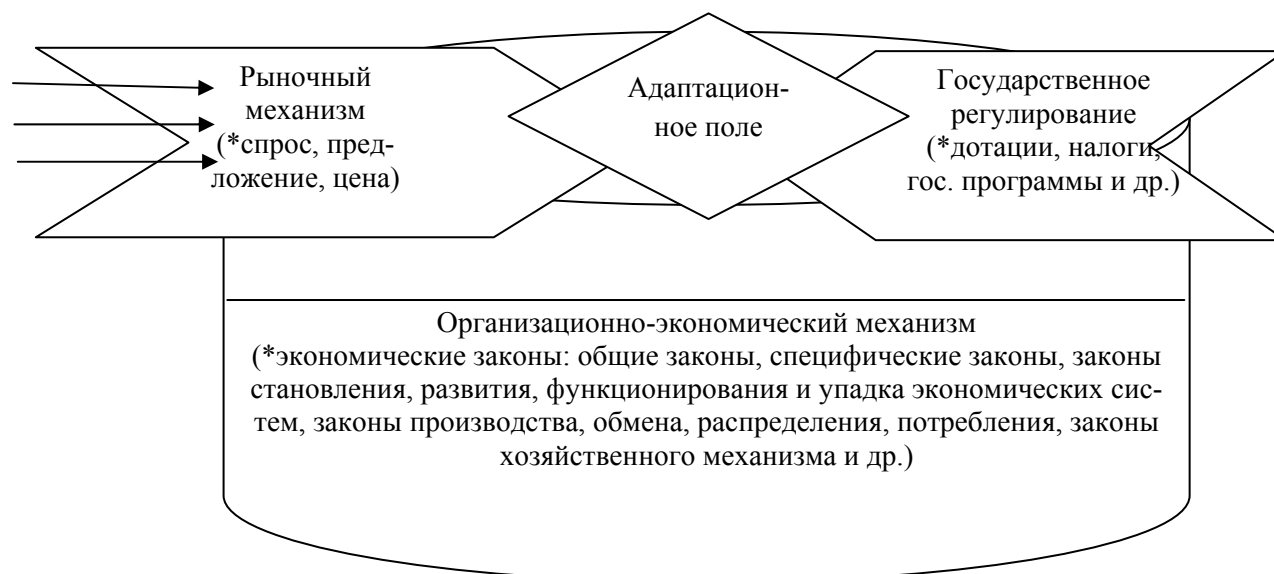 Рыночный
механизм
(*спрос, пред-
ложение, цена)
Адаптацион-
ное поле
Государственное
регулирование
(*дотации, налоги,
гос. программы и др.)
Организационно-экономический механизм
(*экономические законы: общие законы, специфические законы, законы
становления, развития, функционирования и упадка экономических сис-
тем, законы производства, обмена, распределения, потребления, законы
хозяйственного механизма и др.)